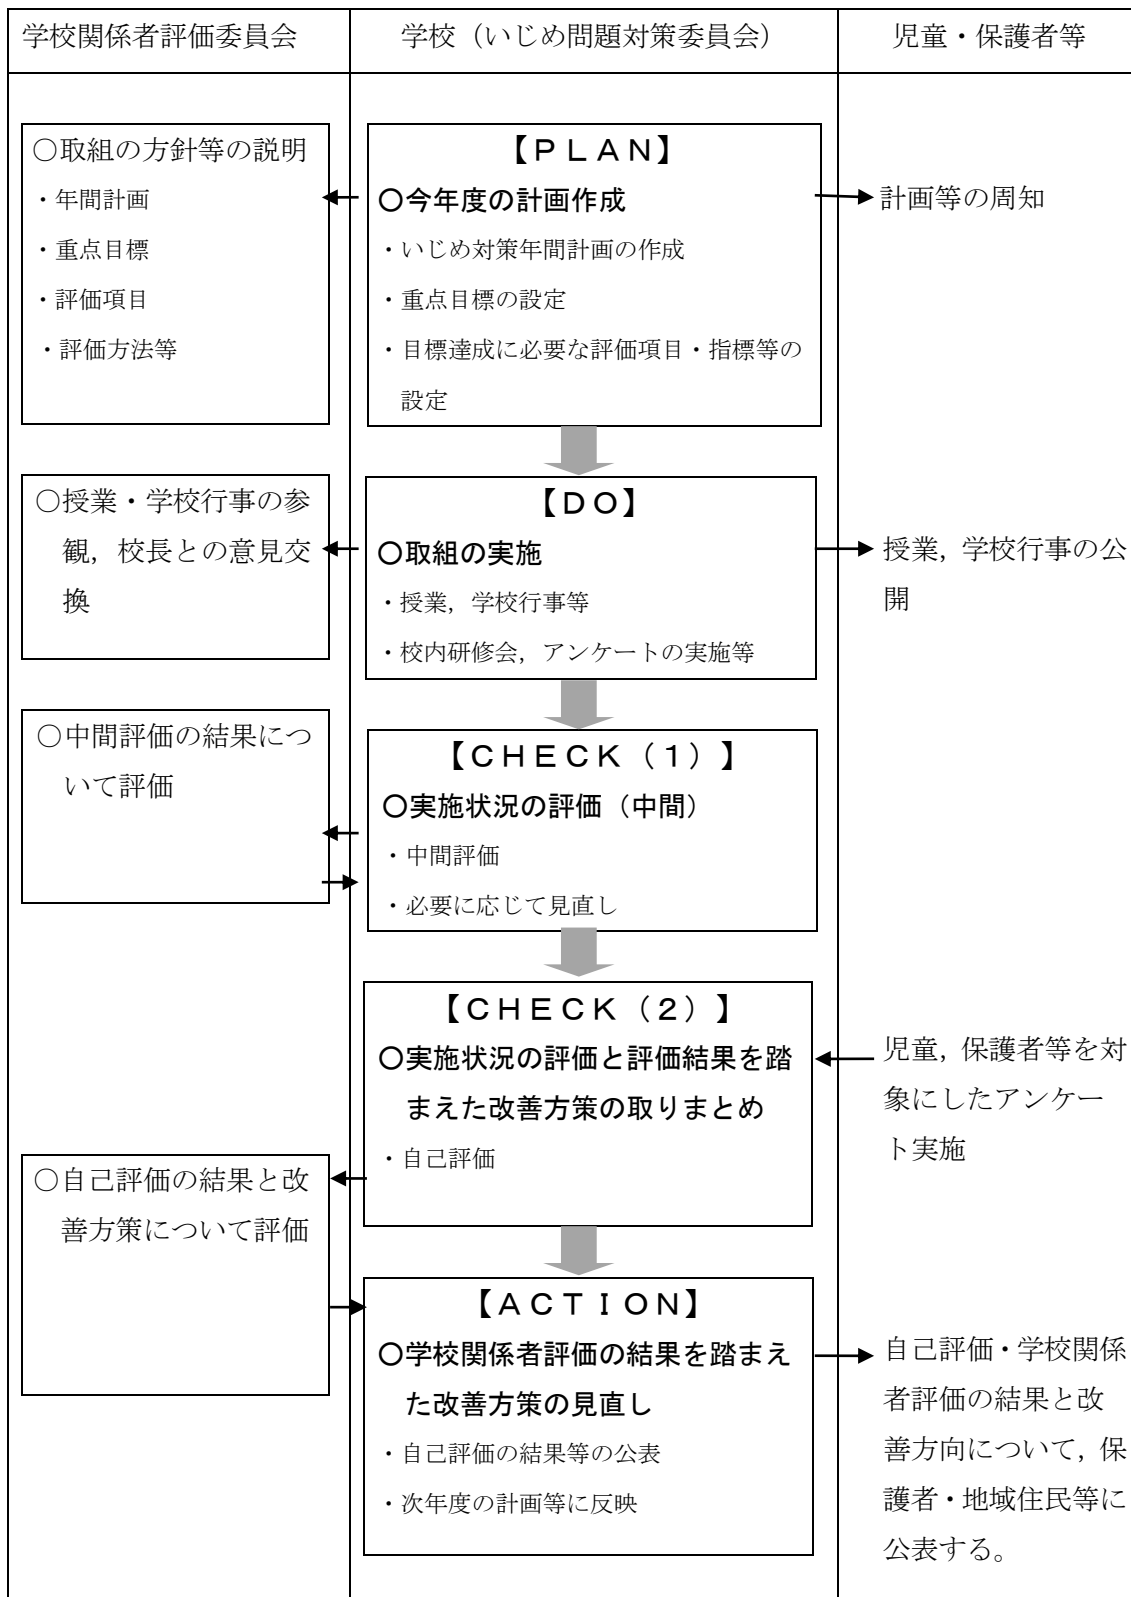 学校関係者評価委員会
学校（いじめ問題対策委員会）
児童・保護者等
○取組の方針等の説明
・年間計画
・重点目標
・評価項目
・評価方法等
【ＰＬＡＮ】
○今年度の計画作成
・いじめ対策年間計画の作成
・重点目標の設定
・目標達成に必要な評価項目・指標等の
設定
計画等の周知
○授業・学校行事の参
観，校長との意見交
換
【ＤＯ】
○取組の実施
・授業，学校行事等
・校内研修会，アンケートの実施等
授業，学校行事の公
開
○中間評価の結果につ
いて評価
【ＣＨＥＣＫ（１）】
○実施状況の評価（中間）
・中間評価
・必要に応じて見直し
【ＣＨＥＣＫ（２）】
○実施状況の評価と評価結果を踏
まえた改善方策の取りまとめ
・自己評価
児童，保護者等を対
象にしたアンケー
ト実施
○自己評価の結果と改
善方策について評価
【ＡＣＴＩＯＮ】
○学校関係者評価の結果を踏まえ
た改善方策の見直し
・自己評価の結果等の公表
・次年度の計画等に反映
自己評価・学校関係
者評価の結果と改
善方向について，保
護者・地域住民等に
公表する。